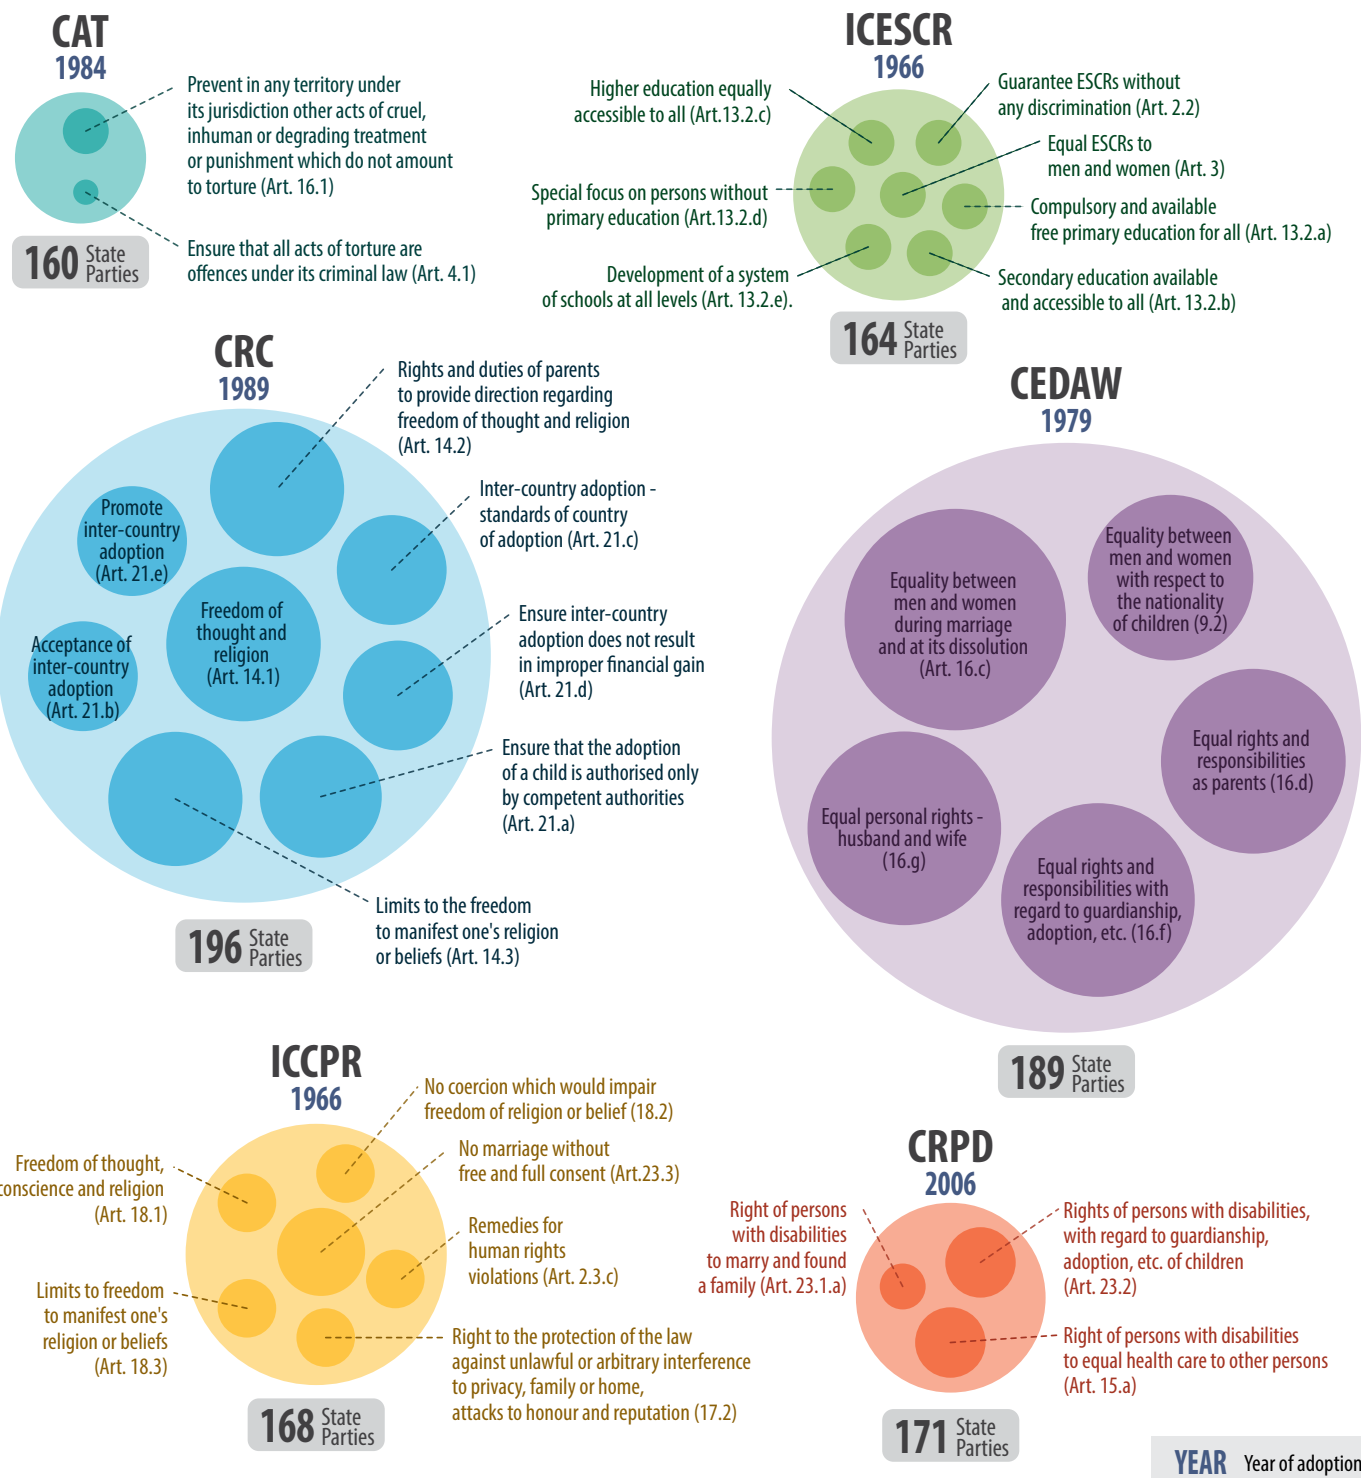 CAT
1984
Prevent in any territory under
its jurisdiction other acts of cruel,
inhuman or degrading treatment
or punishment which do not amount
to torture (Art. 16.1)
Ensure that all acts of torture are
offences under its criminal law (Art. 4.1)
160 State
Parties
ICESCR
1966
Higher education equally
accessible to all (Art.13.2.c)
Guarantee ESCRs without
any discrimination (Art. 2.2)
Equal ESCRs to
men and women (Art. 3)
Special focus on persons without
primary education (Art.13.2.d)
Compulsory and available
free primary education for all (Art. 13.2.a)
Development of a system
of schools at all levels (Art. 13.2.e).
Secondary education available
and accessible to all (Art. 13.2.b)
164 State
Parties
CRC
1989
Rights and duties of parents
to provide direction regarding
freedom of thought and religion
(Art. 14.2)
Inter-country adoption -
standards of country
of adoption (Art. 21.c)
Promote
inter-country
adoption
(Art. 21.e)
Freedom of
thought and
religion
(Art. 14.1)
Acceptance of
inter-country
adoption
(Art. 21.b)
Ensure inter-country
adoption does not result
in improper financial gain
(Art. 21.d)
Ensure that the adoption
of a child is authorised only
by competent authorities
(Art. 21.a)
Limits to the freedom
to manifest one's religion
or beliefs (Art. 14.3)
196 State
Parties
CEDAW
1979
Equality between
men and women
during marriage
and at its dissolution
(Art. 16.c)
Equality between
men and women
with respect to
the nationality
of children (9.2)
Equal rights and
responsibilities
as parents (16.d)
Equal personal rights -
husband and wife
(16.g)
Equal rights and
responsibilities with
regard to guardianship,
adoption, etc. (16.f)
189 State
Parties
ICCPR
1966
No coercion which would impair
freedom of religion or belief (18.2)
No marriage without
free and full consent (Art.23.3)
Freedom of thought,
conscience and religion
(Art. 18.1)
Remedies for
human rights
violations (Art. 2.3.c)
Limits to freedom
to manifest one's
religion or beliefs
(Art. 18.3)
Right to the protection of the law
against unlawful or arbitrary interference
to privacy, family or home,
attacks to honour and reputation (17.2)
168 State
Parties
CRPD
2006
Right of persons
with disabilities
to marry and found
a family (Art. 23.1.a)
Rights of persons with disabilities,
with regard to guardianship,
adoption, etc. of children
(Art. 23.2)
Right of persons with disabilities
to equal health care to other persons
(Art. 15.a)
171 State
Parties
YEAR Year of adoption